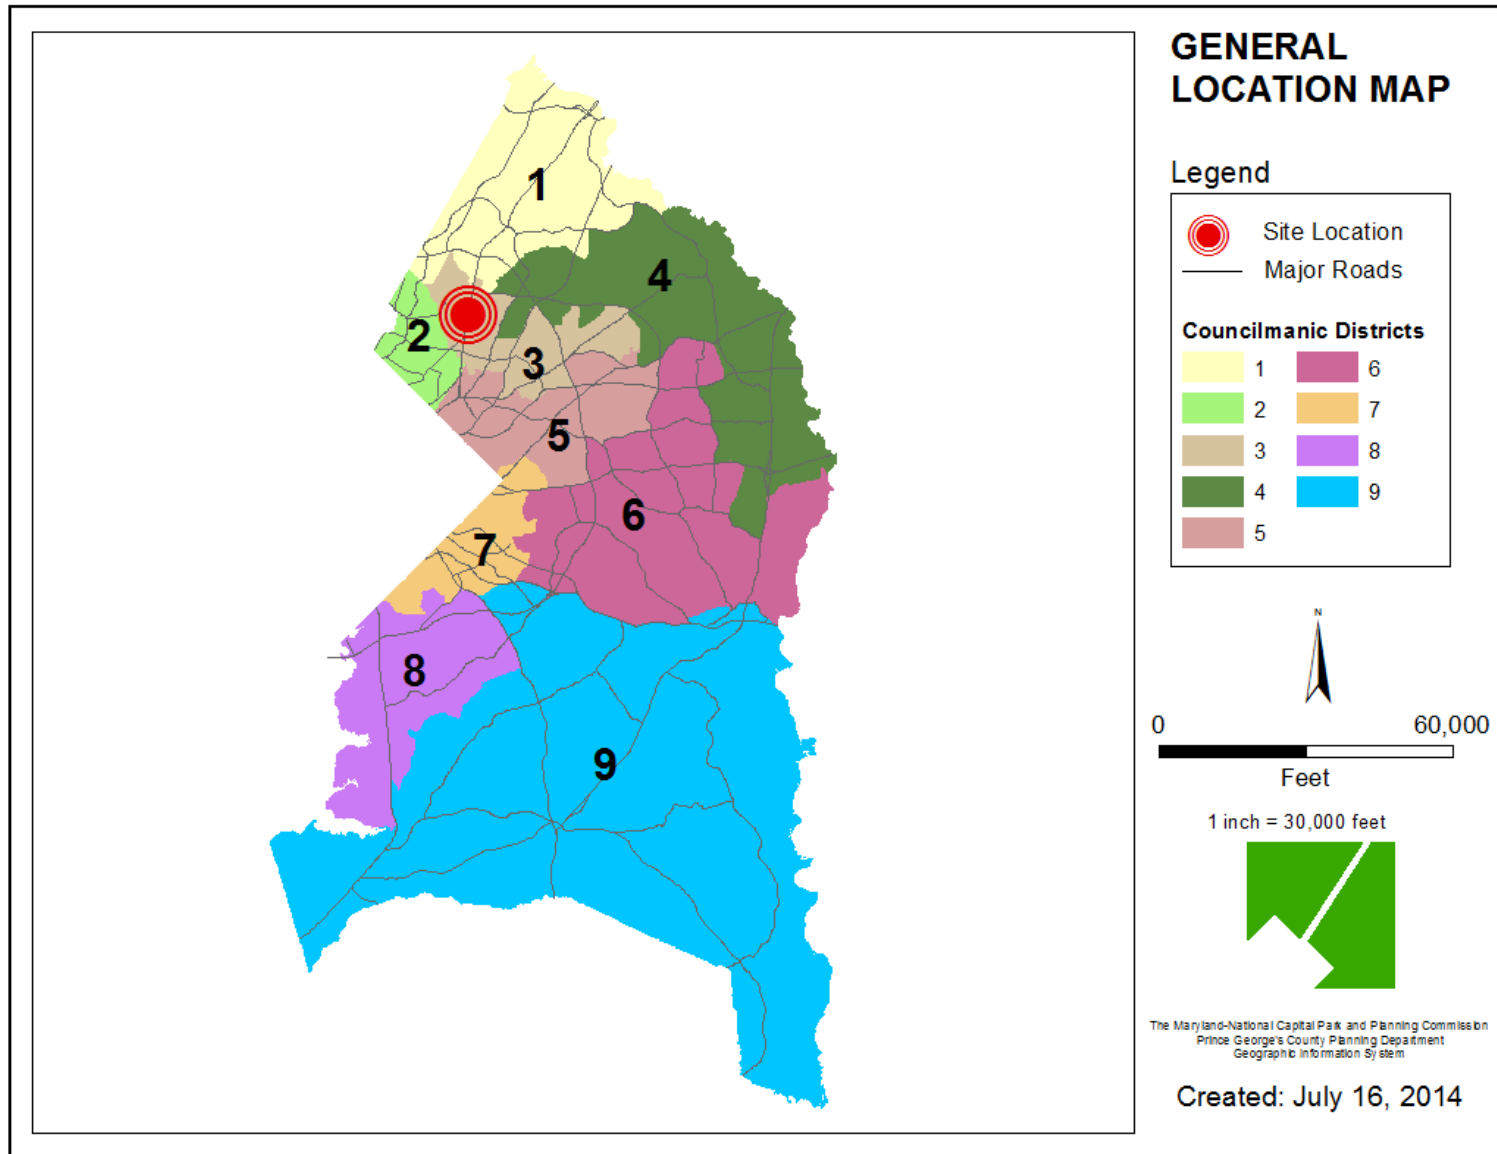 GENERAL
LOCATION MAP
Legend
Site Location
Major Roads
Councilmanic Districts
1 6
2 7
3 8
4 9
5
1
4
2
3
5
6
7
8
9
N
0 60,000
Feet
1 inch = 30,000 feet
The Maryland-National Capital Park and Planning Commission
Prince George's County Planning Department
Geographic Information System
Created: July 16, 2014